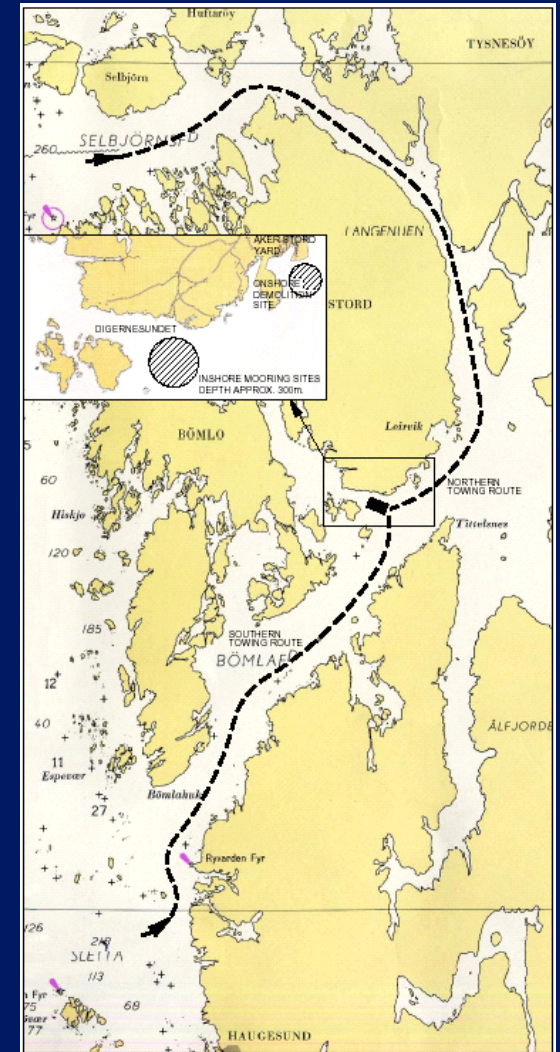 Huftaröy
TYSNESÖY
Selbjörn
SELBJÖRNSFD
260
LANGENUEN
AKER STORD
YARD
ONSHORE
DEMOLITION
SITE
STORD
DIGERNESUNDET
INSHORE MOORING SITES
DEPTH APPROX. 300m.
BÖMLO
Leirvik
60
NORTHERN
TOWING ROUTE
Hiskjo
Tittelsnes
120
185
SOUTHERN
TOWING ROUTE
BÖMLAFD
12
40
ÅLFJORDE
11
Espevær
Bömlahuk
27
Ryvarden Fyr
126
218
SLETTA
113
Fyr
75
68
77
HAUGESUND